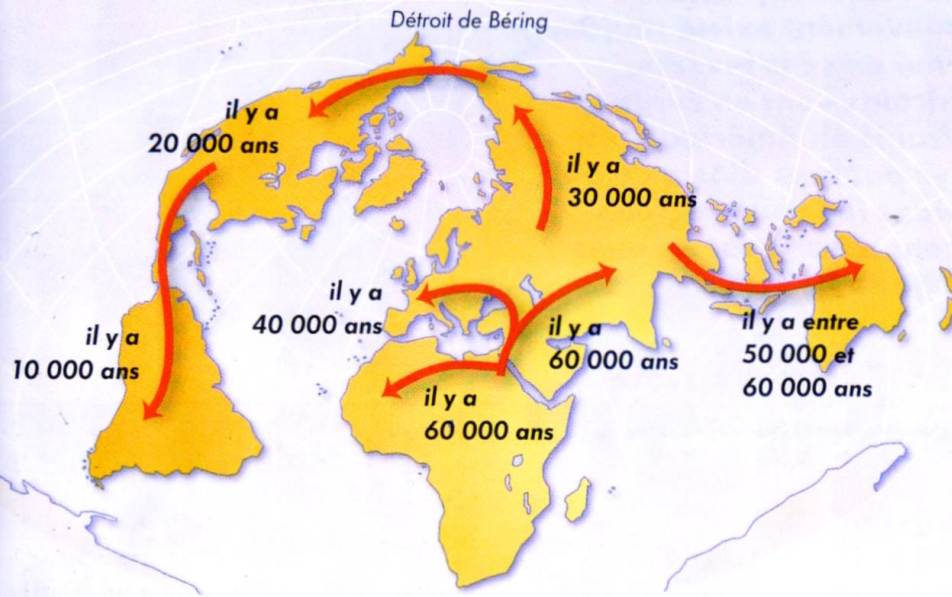 Détroit de Béring
il y a
20 000 ans
il y a
30 000 ans
il y a
40 000 ans
il y a
60 000 ans
il y a entre
50 000 et
60 000 ans
il y a
10 000 ans
il y a
60 000 ans